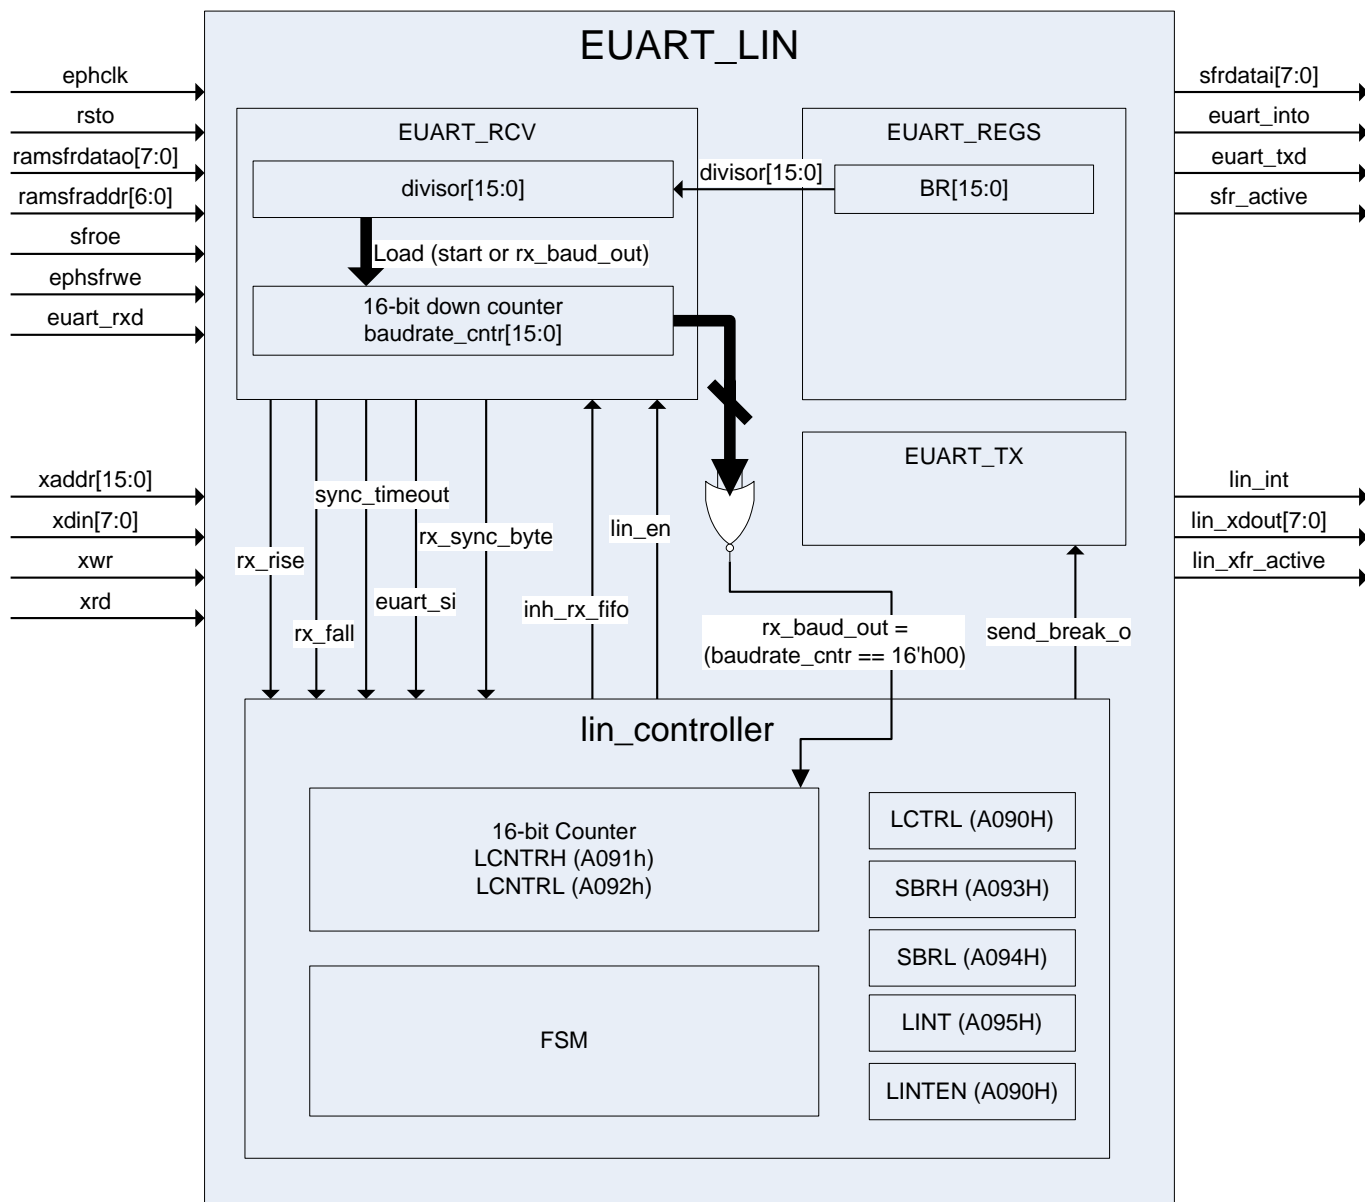 EUART_LIN
ephclk
rsto
ramsfrdatao[7:0]
ramsfraddr[6:0]
sfroe
ephsfrwe
euart_rxd
xaddr[15:0]
xdin[7:0]
xwr
xrd
sfrdatai[7:0]
euart_into
euart_txd
sfr_active
lin_int
lin_xdout[7:0]
lin_xfr_active
EUART_RCV
divisor[15:0]
Load (start or rx_baud_out)
16-bit down counter
baudrate_cntr[15:0]
divisor[15:0]
EUART_REGS
BR[15:0]
EUART_TX
sync_timeout
rx_sync_byte
lin_en
rx_rise
euart_si
inh_rx_fifo
rx_fall
rx_baud_out =
(baudrate_cntr == 16'h00)
send_break_o
lin_controller
16-bit Counter
LCNTRH (A091h)
LCNTRL (A092h)
FSM
LCTRL (A090H)
SBRH (A093H)
SBRL (A094H)
LINT (A095H)
LINTEN (A090H)